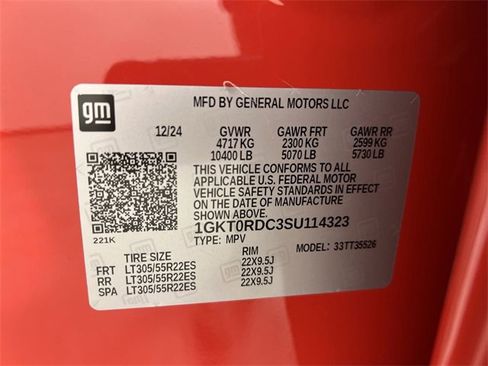 gm
MFD BY GENERAL MOTORS LLC
12/24 GVWR GAWR FRT GAWR RR
4717 KG 2300 KG 2599 KG
10400 LB 5070 LB 5730 LB
THIS VEHICLE CONFORMS TO ALL
APPLICABLE U.S. FEDERAL MOTOR
VEHICLE SAFETY STANDARDS IN EFFECT
ON THE DATE OF MANUFACTURE
SHOWN ABOVE.
1GKT0RDC3SU114323
221K TYPE: MPV MODEL: 33TT35526
TIRE SIZE RIM
FRT LT305/55R22ES 22X9.5J
RR LT305/55R22ES 22X9.5J
SPA LT305/55R22ES 22X9.5J